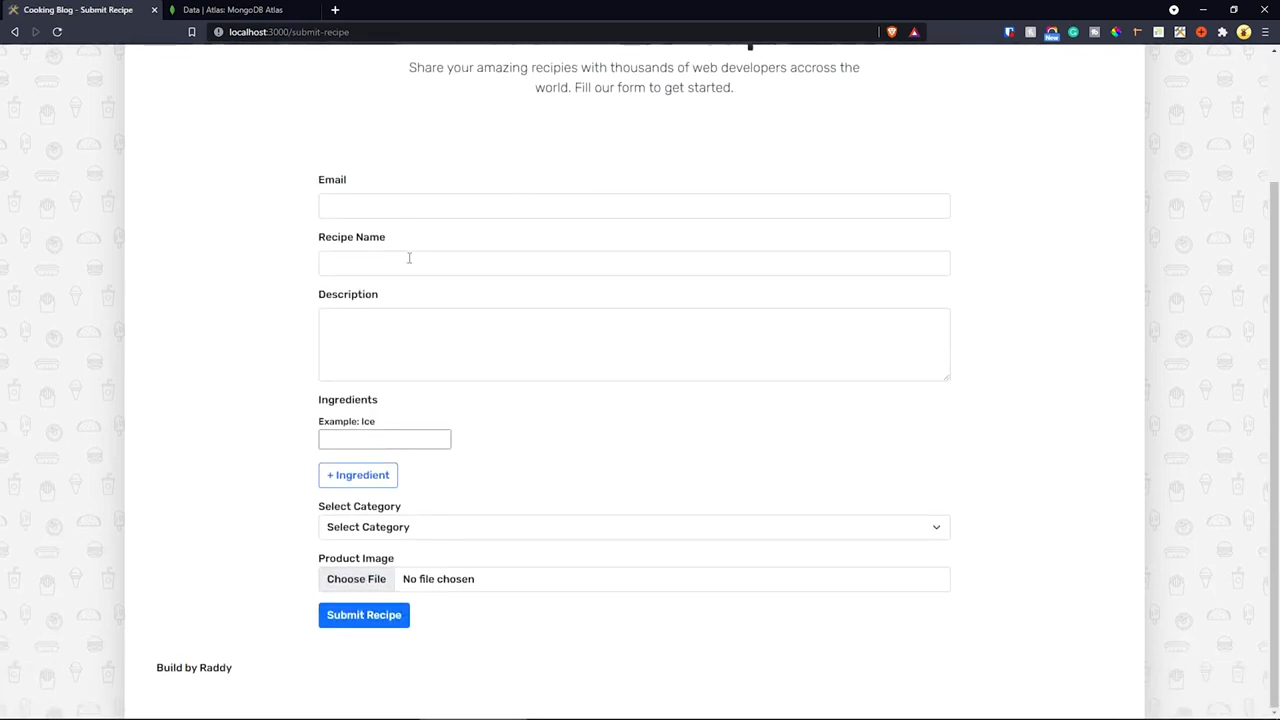 Cooking Blog - Submit Recipe
Data | Atlas: MongoDB Atlas
localhost:3000/submit-recipe
New
Share your amazing recipies with thousands of web developers accross the
world. Fill our form to get started.
Email
Recipe Name
Description
Ingredients
Example: Ice
+ Ingredient
Select Category
Select Category
Product Image
Choose File No file chosen
Submit Recipe
Build by Raddy